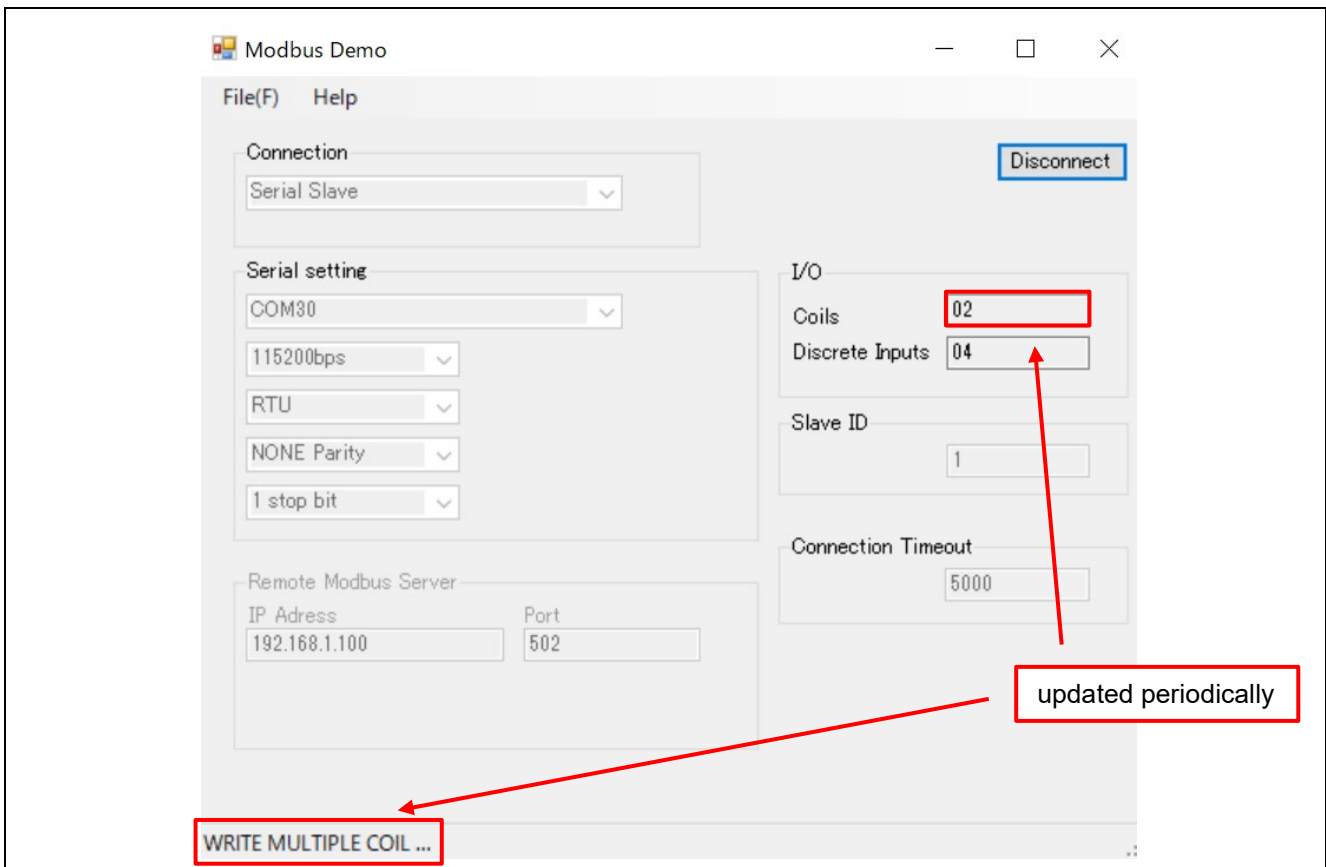 Modbus Demo
File(F) Help
Connection
Serial Slave
Disconnect
Serial setting
COM30
115200bps
RTU
NONE Parity
1 stop bit
I/O
Coils 02
Discrete Inputs 04
Slave ID
1
Connection Timeout
5000
Remote Modbus Server
IP Adress Port
192.168.1.100 502
updated periodically
WRITE MULTIPLE COIL ...